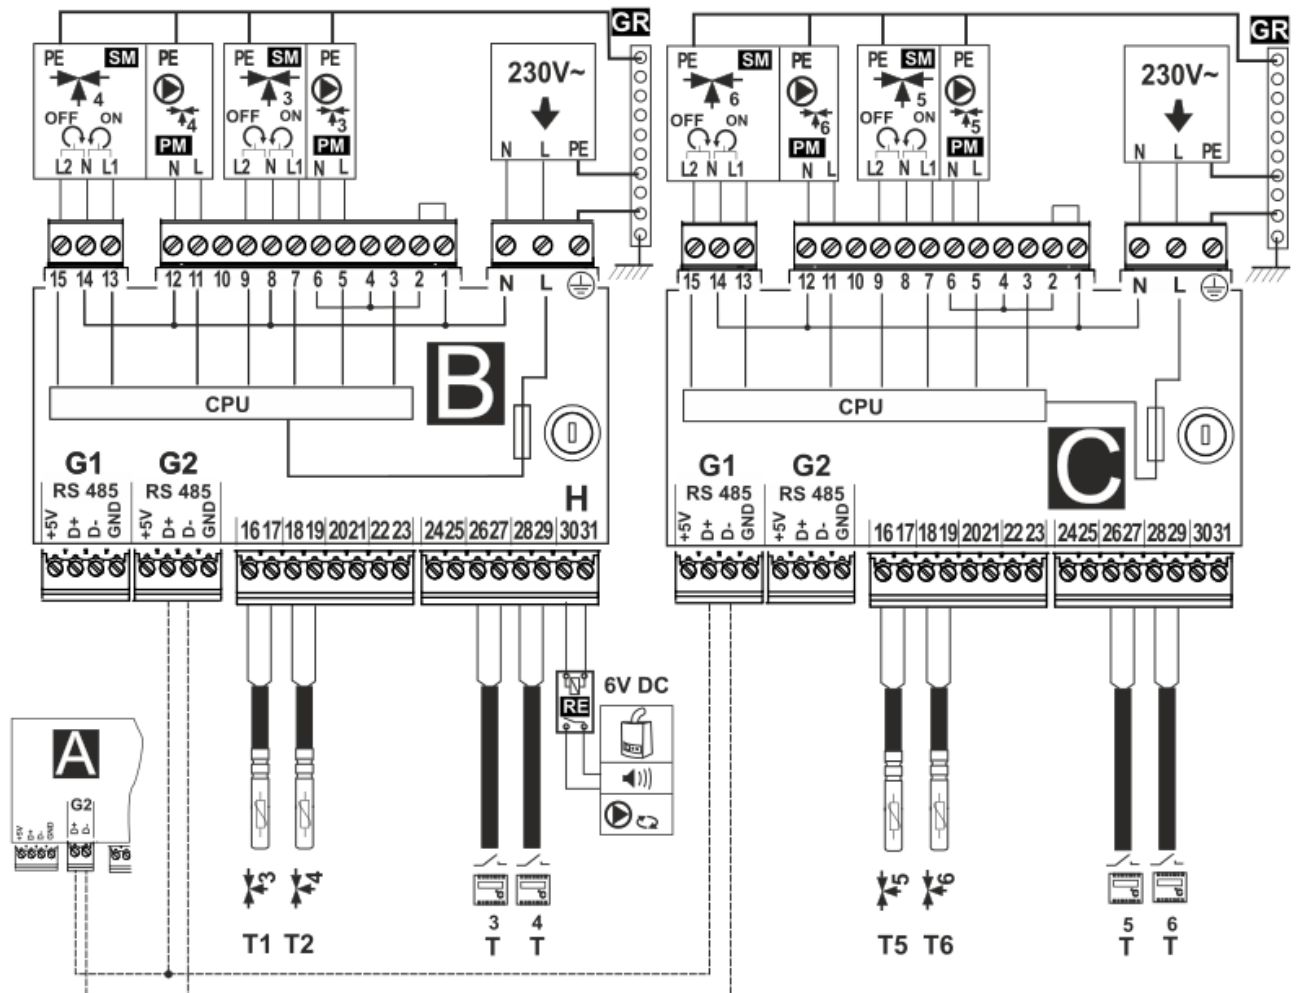 GR
GR
PE SM PE PE SM PE
4 3
OFF ON 4 OFF ON 3
PM PM
L2 N L1 N L L2 N L1 N L
230V~
N L PE
PE SM PE PE SM PE
6 5
OFF ON 6 OFF ON 5
PM PM
L2 N L1 N L L2 N L1 N L
230V~
N L PE
15 14 13 12 11 10 9 8 7 6 5 4 3 2 1 N L
15 14 13 12 11 10 9 8 7 6 5 4 3 2 1 N L
B
CPU
CPU
C
G1 G2 H
RS 485 RS 485
+5V D+ D- GND +5V D+ D- GND
16 17 18 19 20 21 22 23 24 25 26 27 28 29 30 31
G1 G2
RS 485 RS 485
+5V D+ D- GND +5V D+ D- GND
16 17 18 19 20 21 22 23 24 25 26 27 28 29 30 31
6V DC
RE
A
G2
+5V D+ D- GND D+ D-
3 4
5 6
3 4
T1 T2 T T
5 6
T5 T6 T T